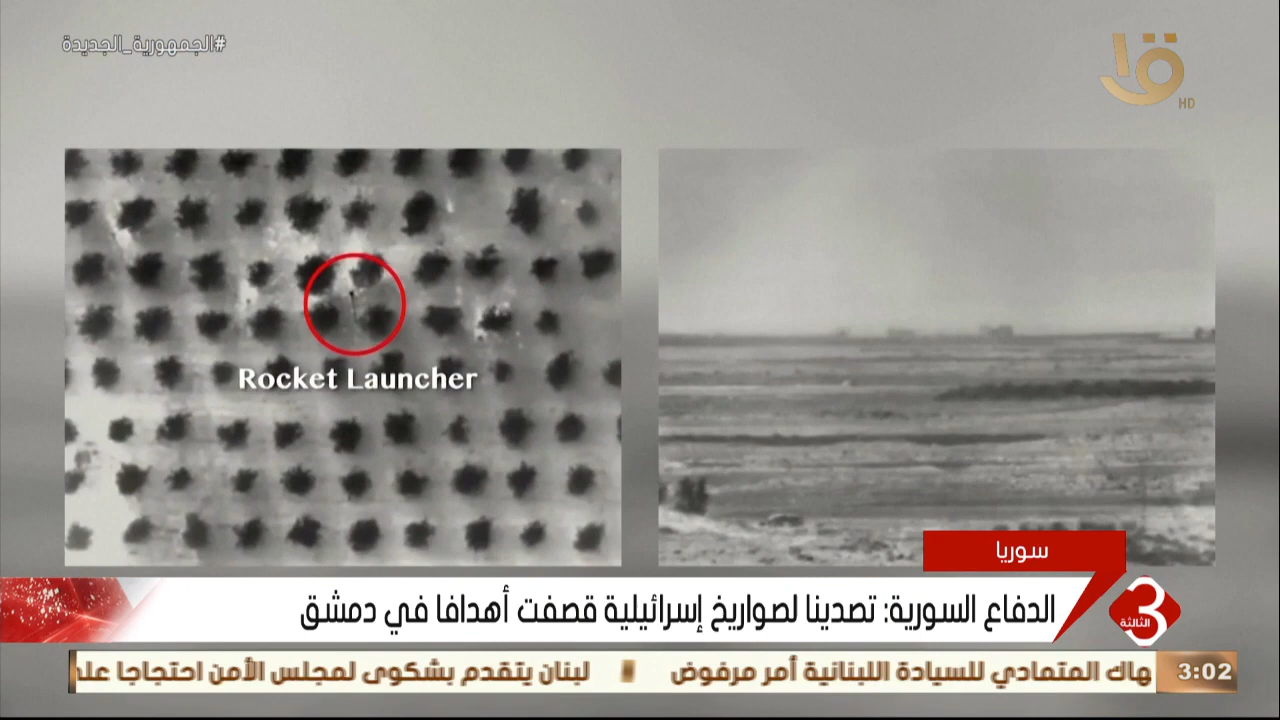 #الجمهورية_الجديدة
HD
Rocket Launcher
سوريا
الدفاع السورية: تصدينا لصواريخ إسرائيلية قصفت أهدافا في دمشق
3
الثالثة
هاك المتمادي للسيادة اللبنانية أمر مرفوض لبنان يتقدم بشكوى لمجلس الأمن احتجاجا عل
3:02